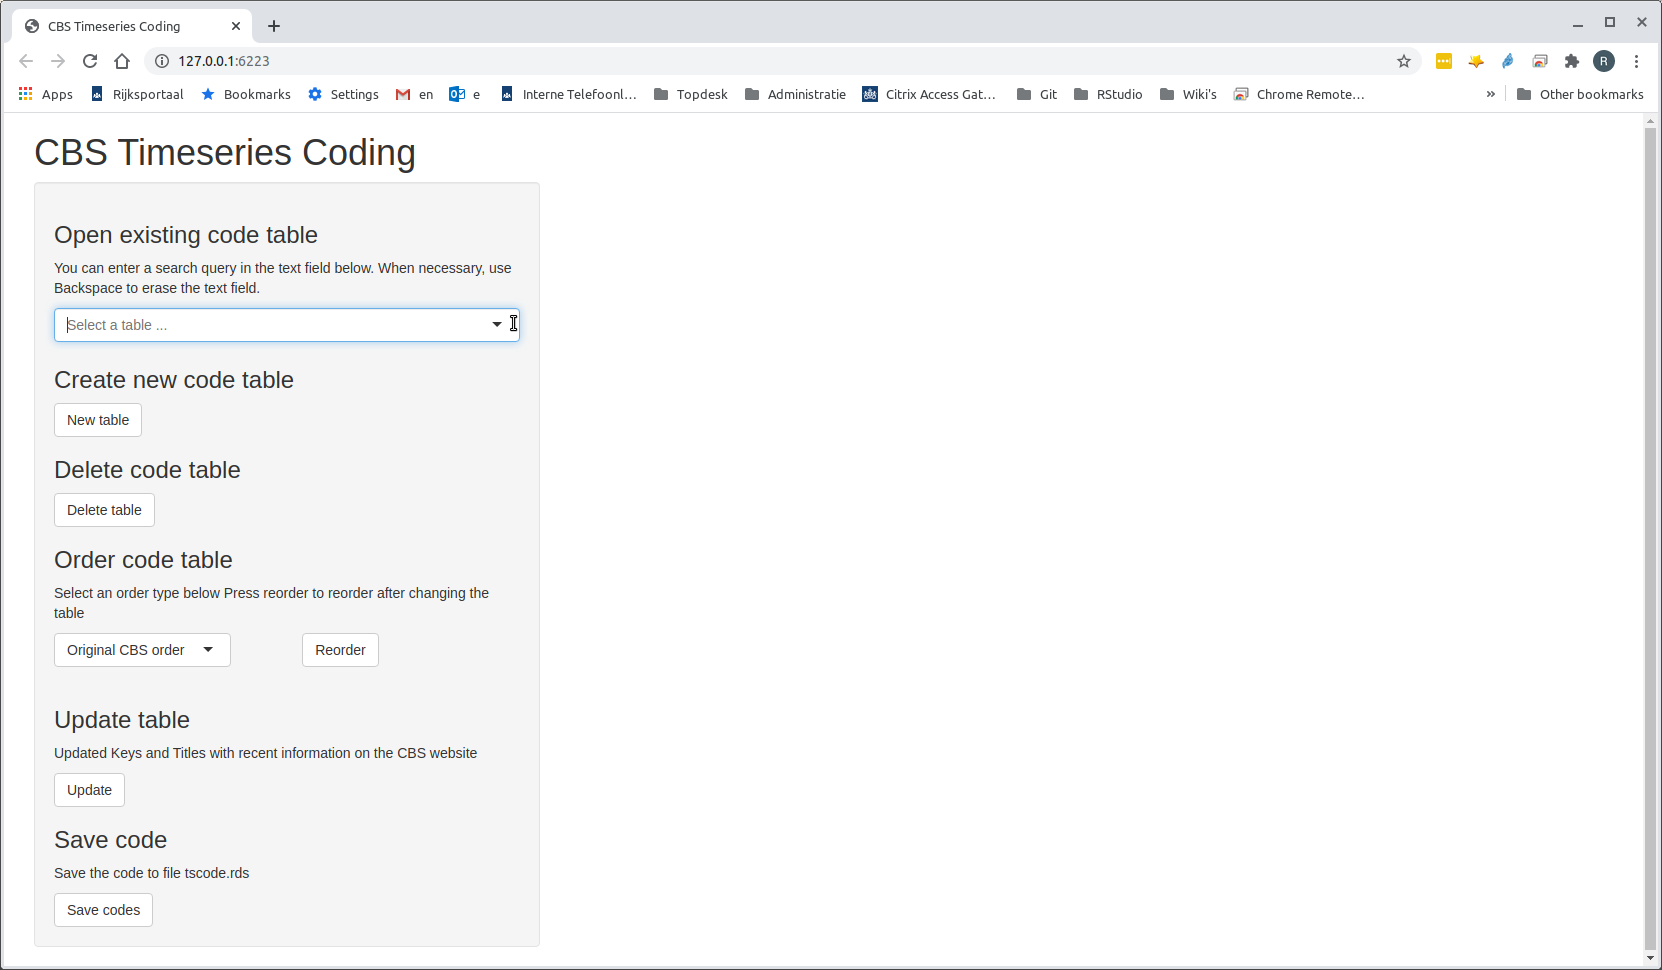 CBS Timeseries Coding
127.0.0.1:6223
R
Apps Rijksportaal Bookmarks Settings en e Interne Telefoonl... Topdesk Administratie Citrix Access Gat... Git RStudio Wiki's Chrome Remote... » Other bookmarks
CBS Timeseries Coding
Open existing code table
You can enter a search query in the text field below. When necessary, use
Backspace to erase the text field.
Select a table ...
Create new code table
New table
Delete code table
Delete table
Order code table
Select an order type below Press reorder to reorder after changing the
table
Original CBS order Reorder
Update table
Updated Keys and Titles with recent information on the CBS website
Update
Save code
Save the code to file tscode.rds
Save codes